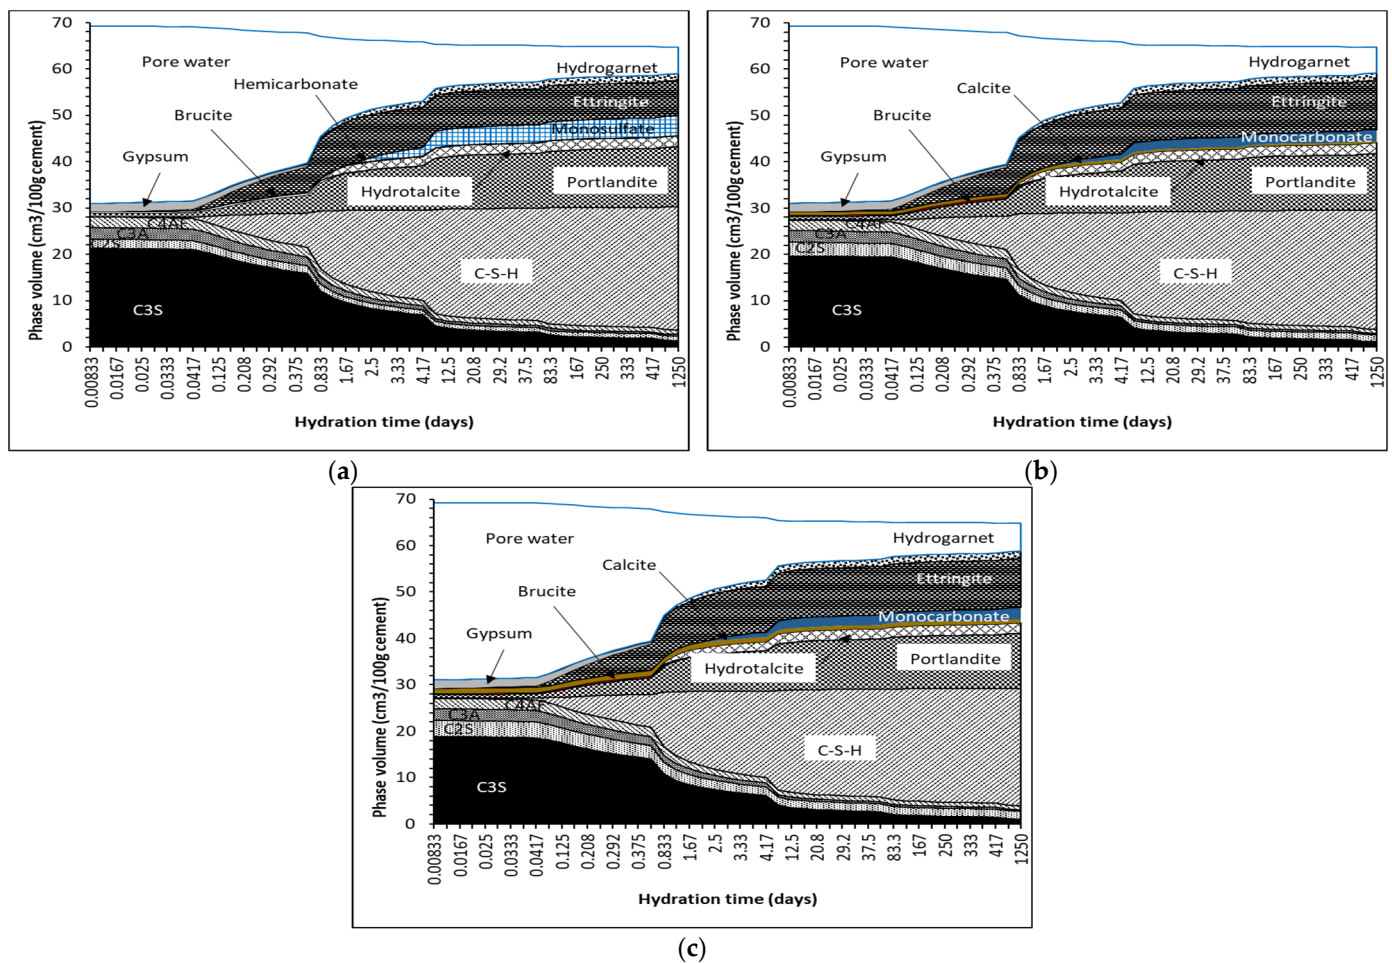 Phase volume (cm3/100g cement)
70
60
50
40
30
20
10
0
Pore water
Hemicarbonate
Brucite
Gypsum
Hydrogarnet
Ettringite
Monosulfate
Hydrotalcite
Portlandite
C4AF
C3A
C2S
C-S-H
C3S
0.00833
0.0167
0.025
0.0333
0.0417
0.125
0.208
0.292
0.375
0.833
1.67
2.5
3.33
4.17
12.5
20.8
29.2
37.5
83.3
167
250
333
417
1250
Hydration time (days)
(a)
Phase volume (cm3/100g cement)
70
60
50
40
30
20
10
0
Pore water
Calcite
Brucite
Gypsum
Hydrogarnet
Ettringite
Monocarbonate
Hydrotalcite
Portlandite
C4AF
C3A
C2S
C-S-H
C3S
0.00833
0.0167
0.025
0.0333
0.0417
0.125
0.208
0.292
0.375
0.833
1.67
2.5
3.33
4.17
12.5
20.8
29.2
37.5
83.3
167
250
333
417
1250
Hydration time (days)
(b)
Phase volume (cm3/100g cement)
70
60
50
40
30
20
10
0
Pore water
Calcite
Brucite
Gypsum
Hydrogarnet
Ettringite
Monocarbonate
Hydrotalcite
Portlandite
C4AF
C3A
C2S
C-S-H
C3S
0.00833
0.0167
0.025
0.0333
0.0417
0.125
0.208
0.292
0.375
0.833
1.67
2.5
3.33
4.17
12.5
20.8
29.2
37.5
83.3
167
250
333
417
1250
Hydration time (days)
(c)